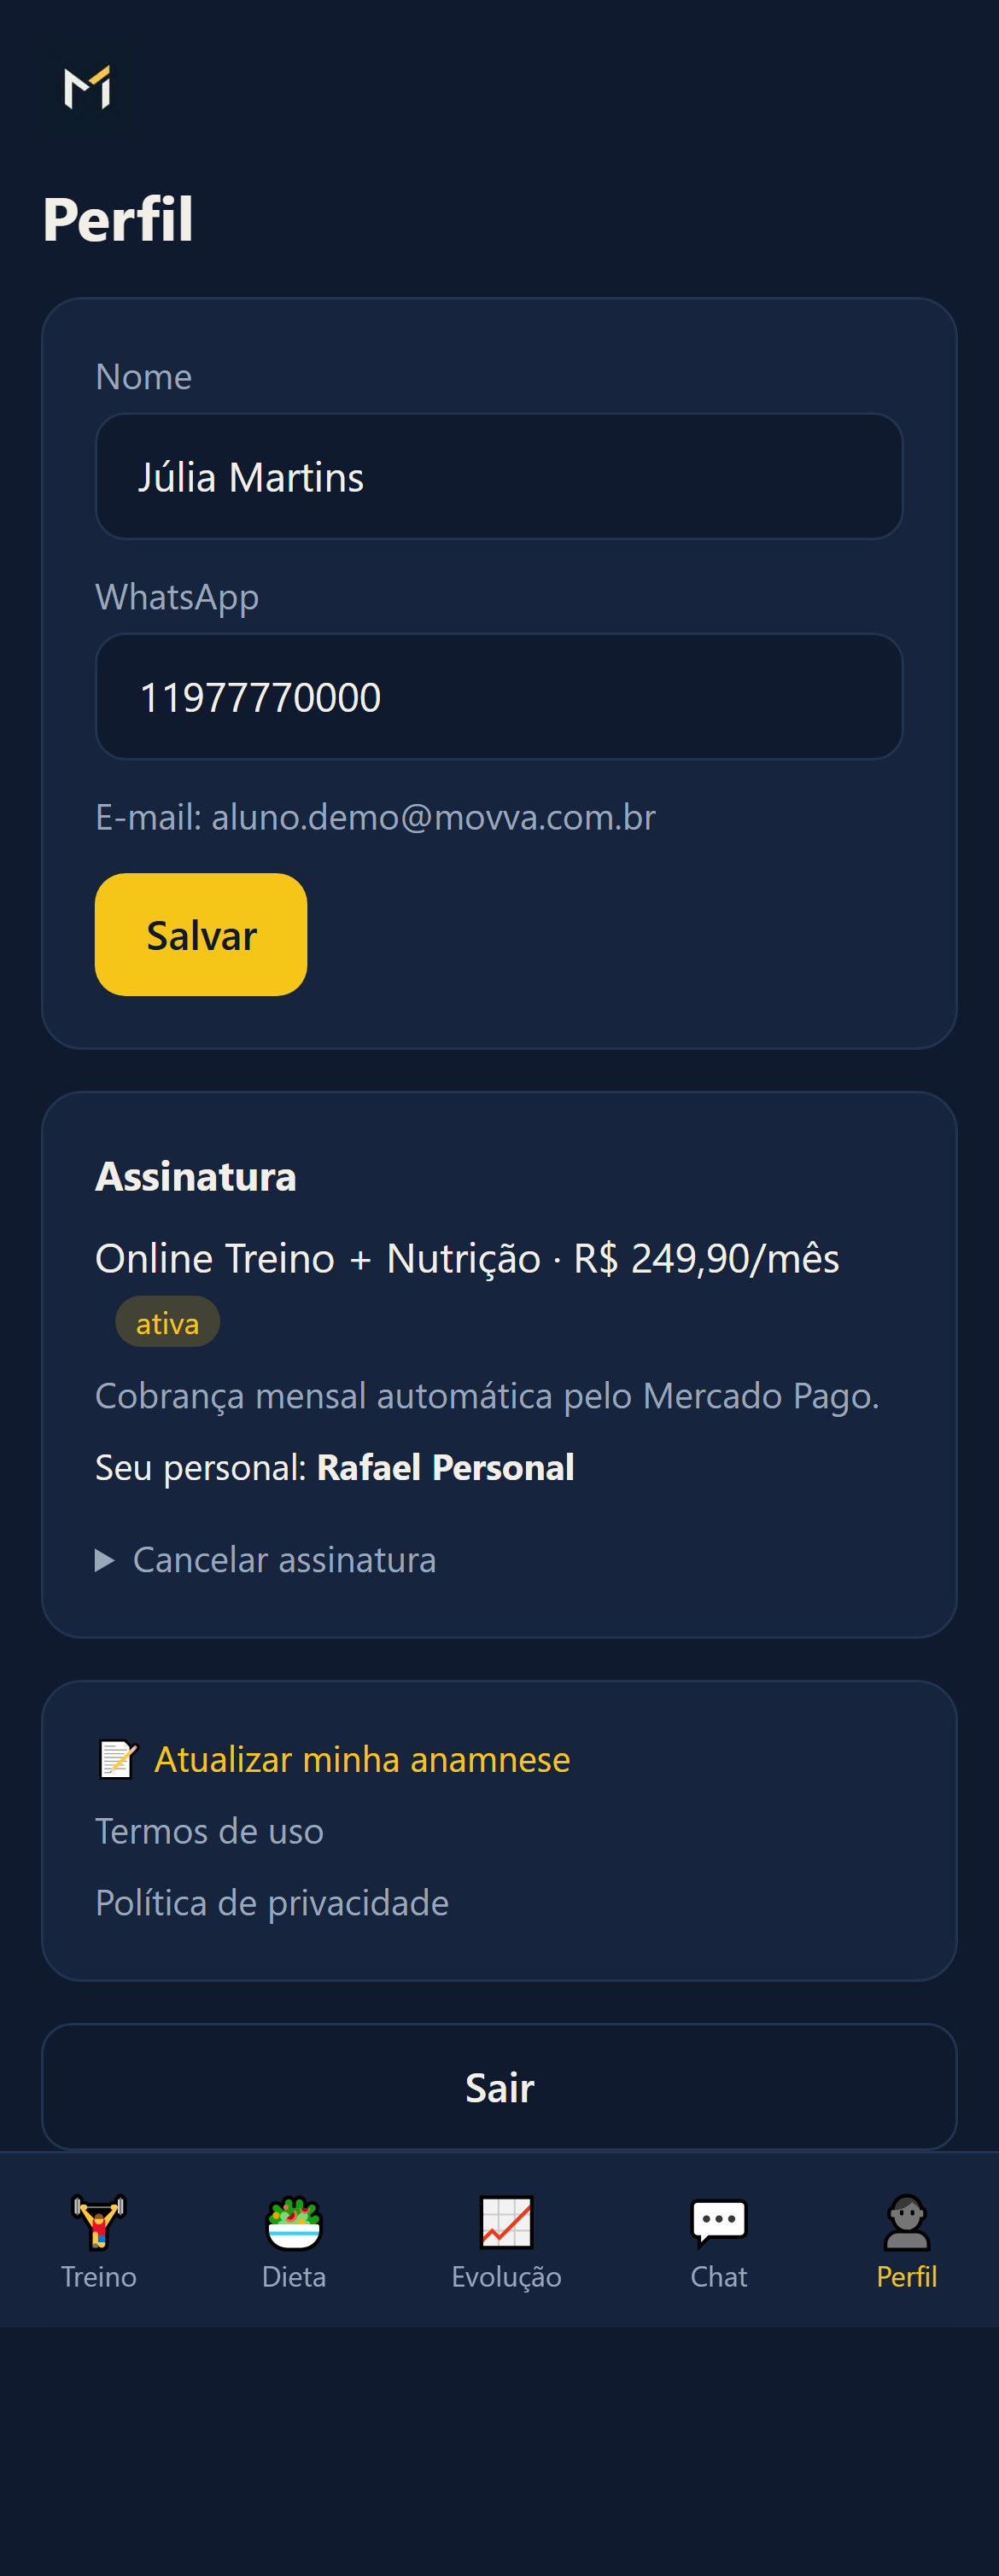 Perfil
Nome
Júlia Martins
WhatsApp
11977770000
E-mail: aluno.demo@movva.com.br
Salvar
Assinatura
Online Treino + Nutrição · R$ 249,90/mês
ativa
Cobrança mensal automática pelo Mercado Pago.
Seu personal: Rafael Personal
Cancelar assinatura
Atualizar minha anamnese
Termos de uso
Política de privacidade
Sair
Treino
Dieta
Evolução
Chat
Perfil